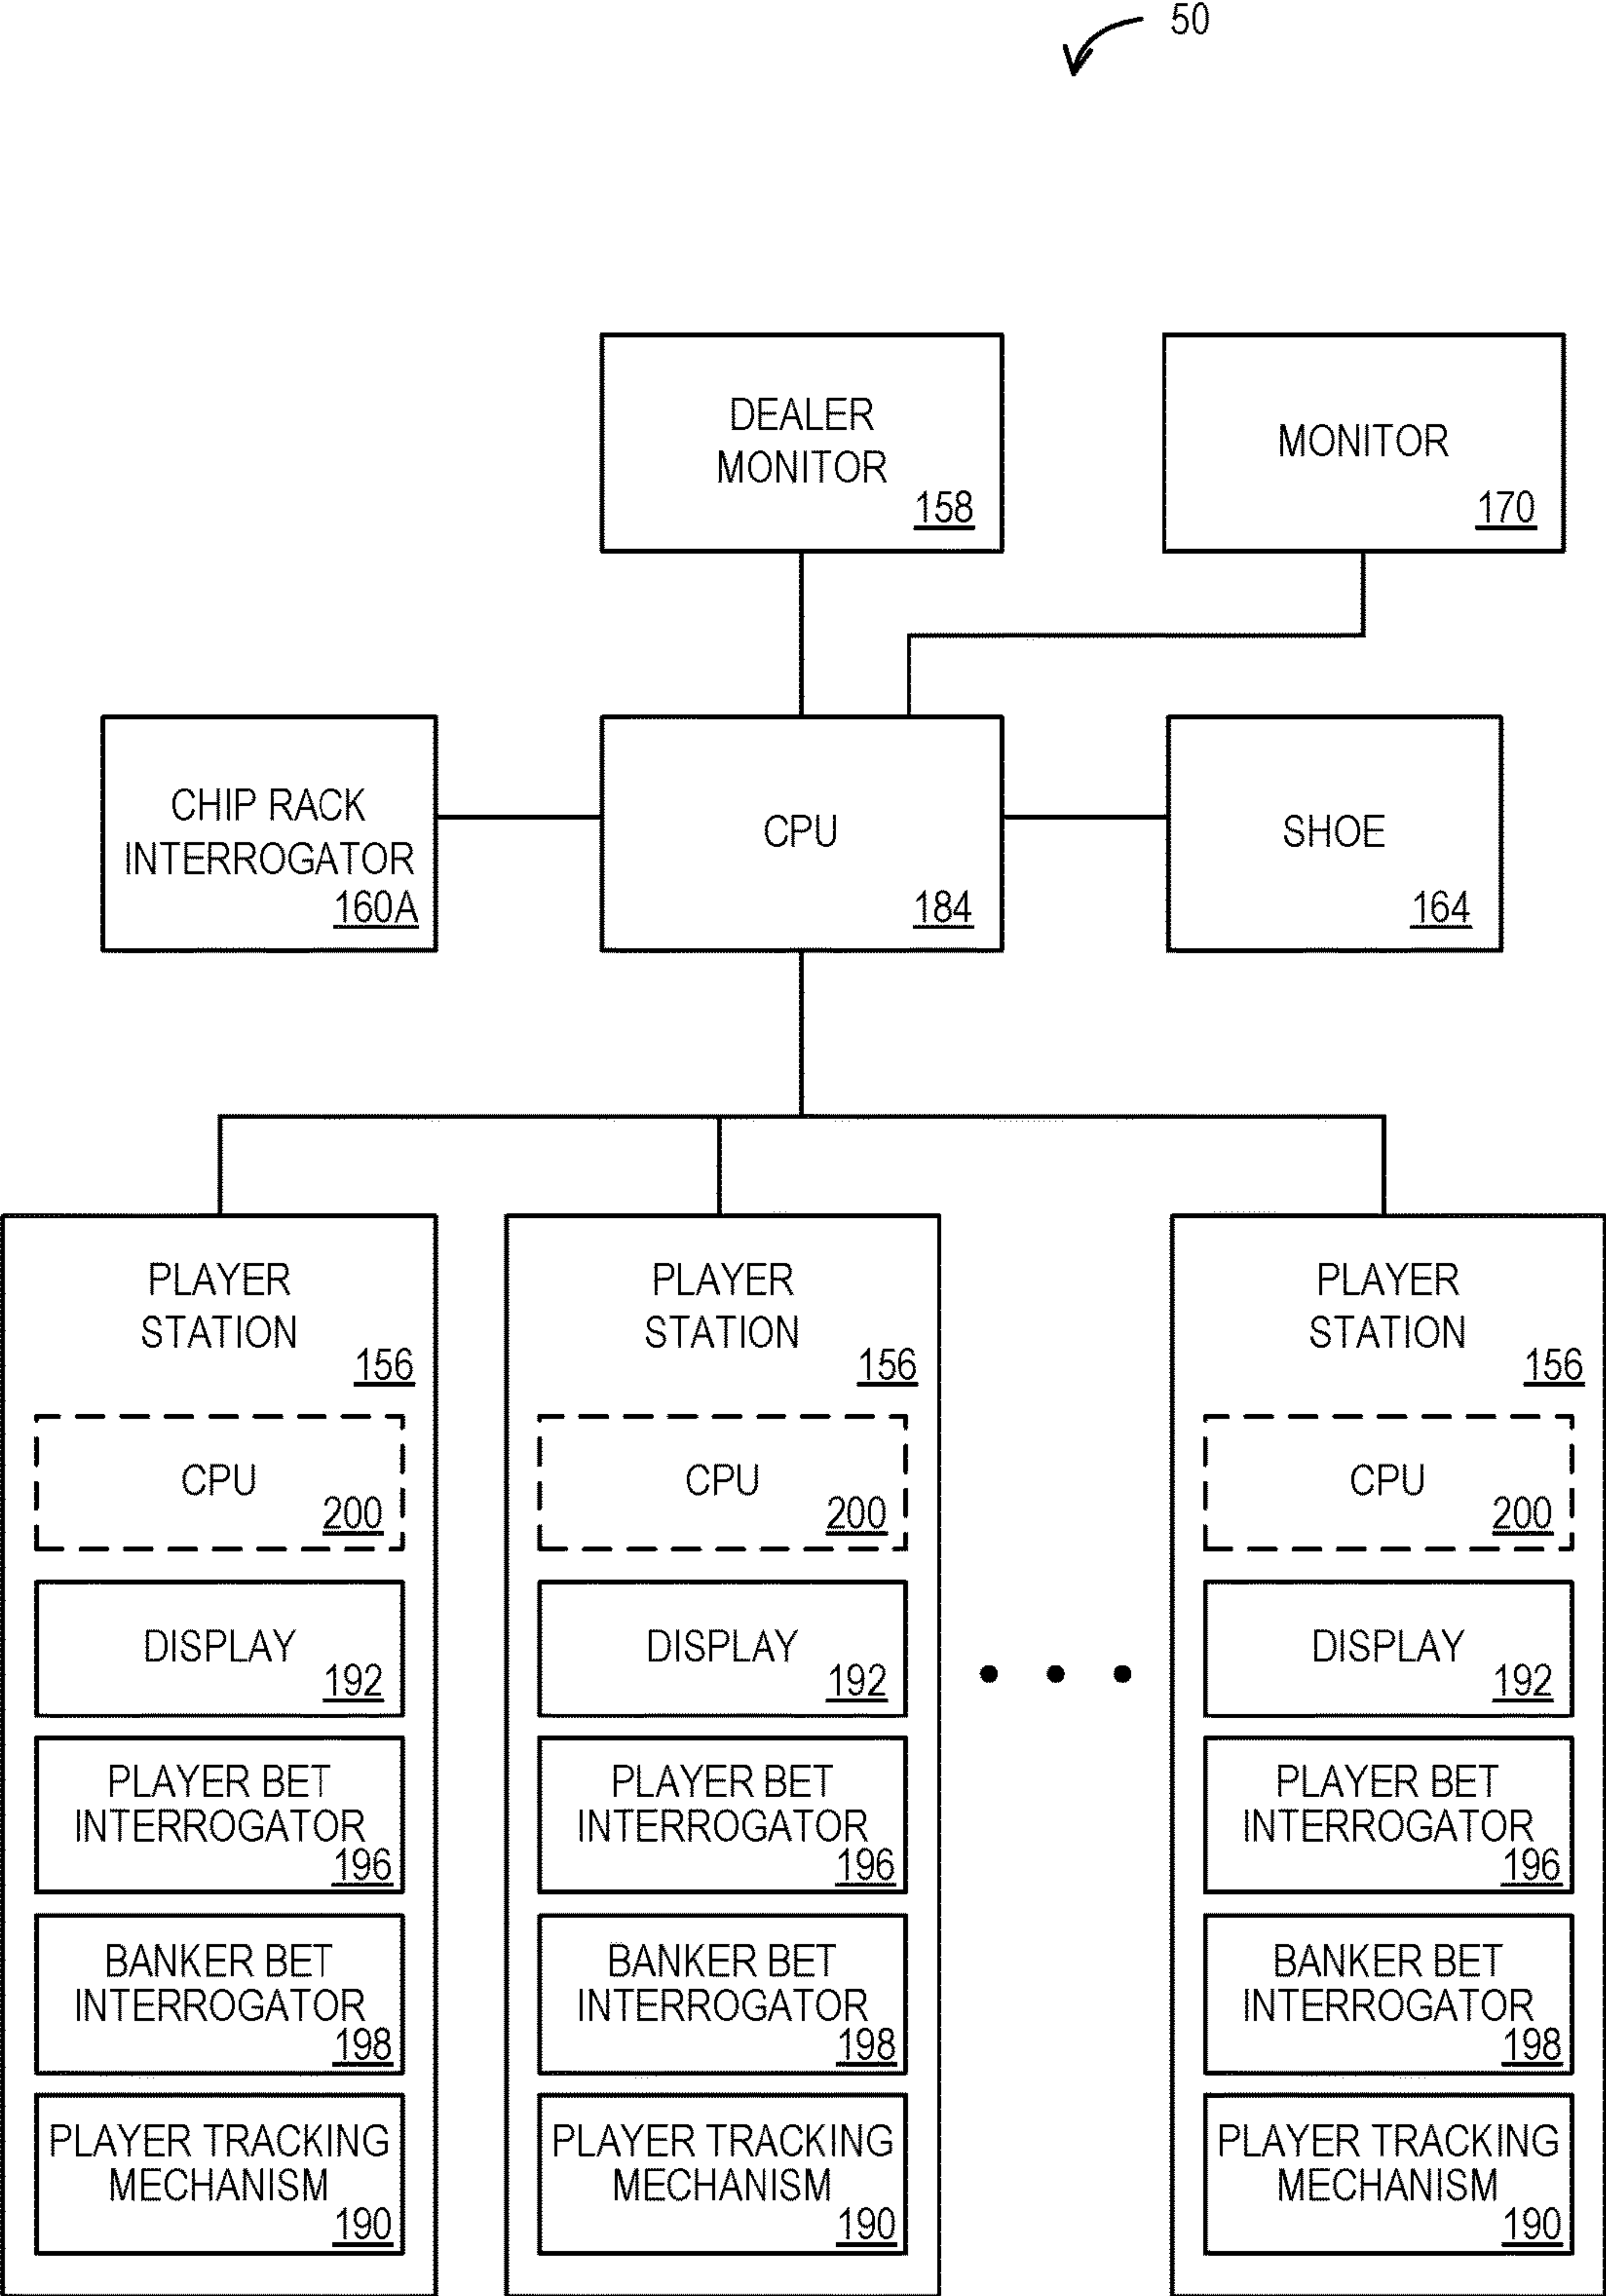 50
DEALER
MONITOR
158
MONITOR
170
CHIP RACK
INTERROGATOR
160A
CPU
184
SHOE
164
PLAYER
STATION
156
CPU
200
DISPLAY
192
PLAYER BET
INTERROGATOR
196
BANKER BET
INTERROGATOR
198
PLAYER TRACKING
MECHANISM
190
PLAYER
STATION
156
CPU
200
DISPLAY
192
PLAYER BET
INTERROGATOR
196
BANKER BET
INTERROGATOR
198
PLAYER TRACKING
MECHANISM
190
PLAYER
STATION
156
CPU
200
DISPLAY
192
PLAYER BET
INTERROGATOR
196
BANKER BET
INTERROGATOR
198
PLAYER TRACKING
MECHANISM
190